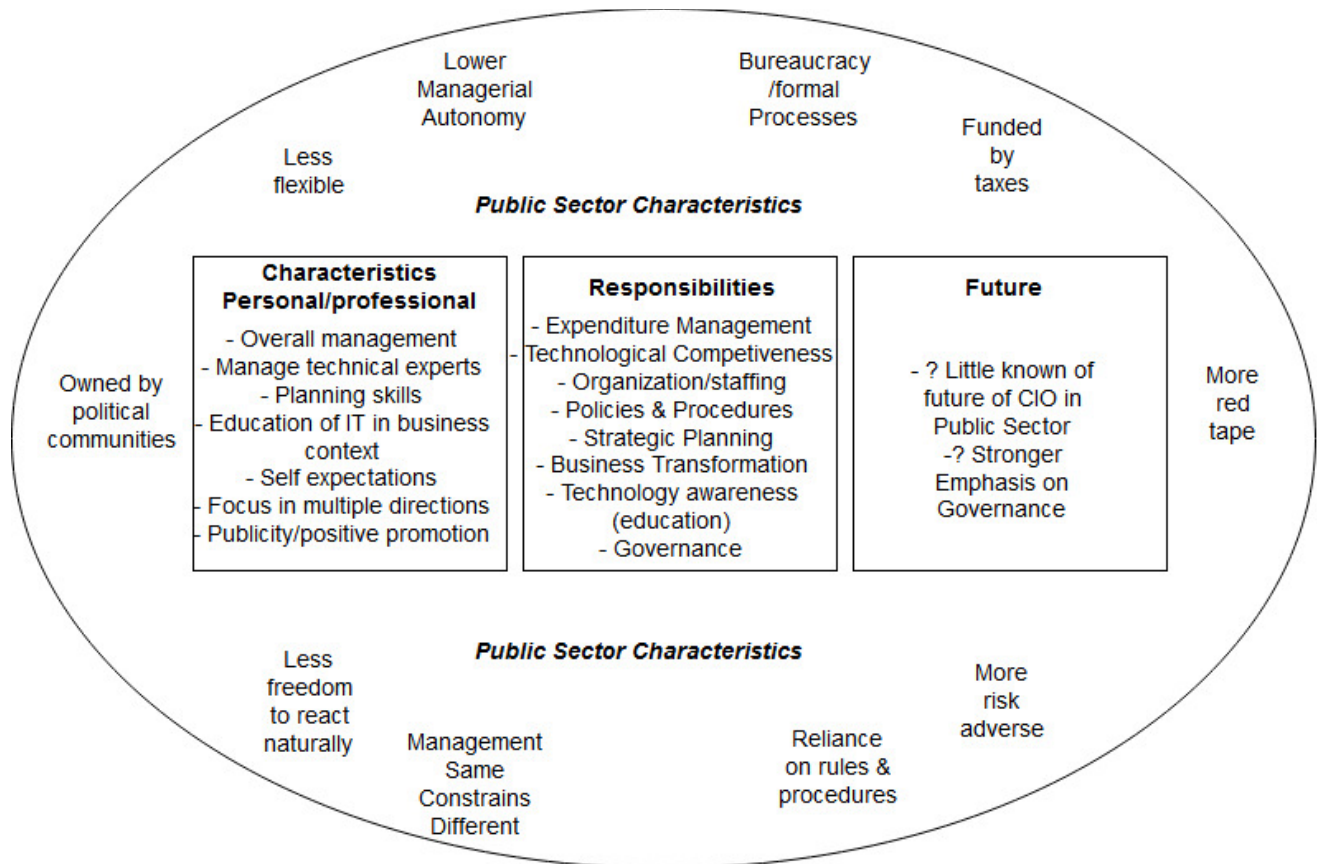 Lower
Managerial
Autonomy
Bureaucracy
/formal
Processes
Funded
by
taxes
Less
flexible
Public Sector Characteristics
Owned by
political
communities
Characteristics
Personal/professional
- Overall management
- Manage technical experts
- Planning skills
- Education of IT in business
context
- Self expectations
- Focus in multiple directions
- Publicity/positive promotion
Responsibilities
- Expenditure Management
- Technological Competiveness
- Organization/staffing
- Policies & Procedures
- Strategic Planning
- Business Transformation
- Technology awareness
(education)
- Governance
Future
- ? Little known of
future of CIO in
Public Sector
-? Stronger
Emphasis on
Governance
More
red
tape
Public Sector Characteristics
Less
freedom
to react
naturally
Management
Same
Constrains
Different
Reliance
on rules &
procedures
More
risk
adverse